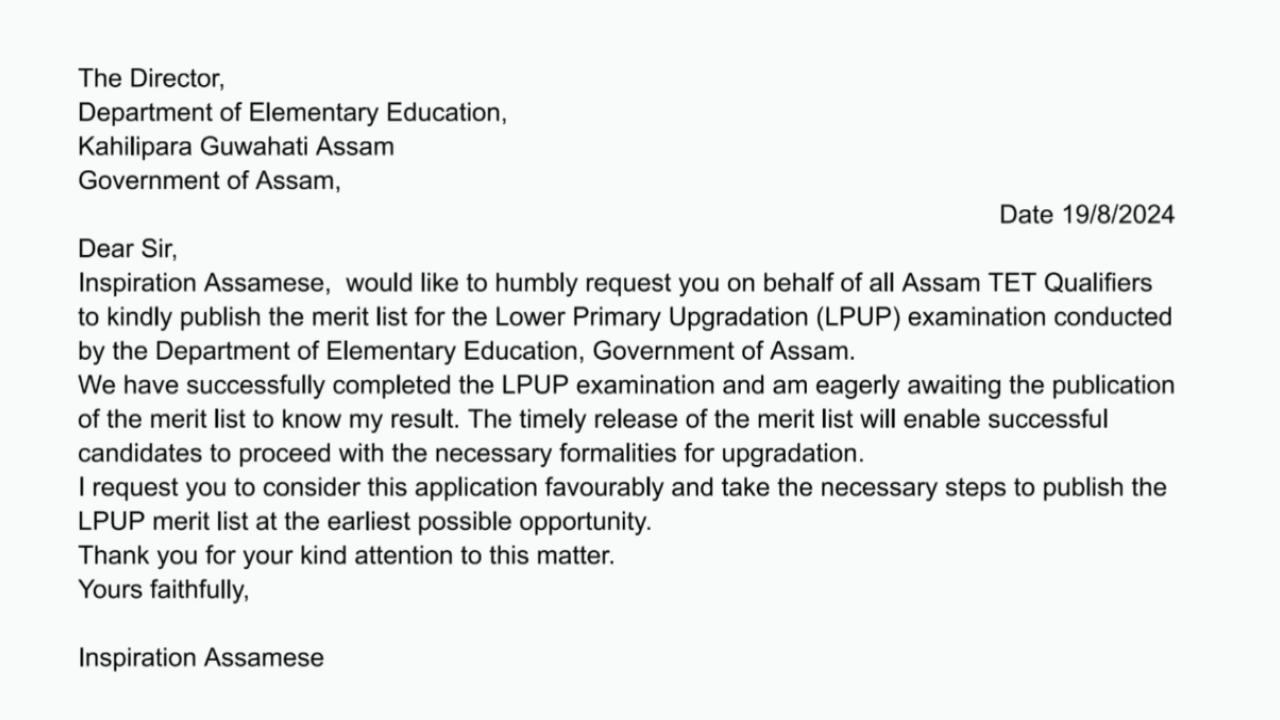 The Director,
Department of Elementary Education,
Kahilipara Guwahati Assam
Government of Assam,
Date 19/8/2024
Dear Sir,
Inspiration Assamese,  would like to humbly request you on behalf of all Assam TET Qualifiers
to kindly publish the merit list for the Lower Primary Upgradation (LPUP) examination conducted
by the Department of Elementary Education, Government of Assam.
We have successfully completed the LPUP examination and am eagerly awaiting the publication
of the merit list to know my result. The timely release of the merit list will enable successful
candidates to proceed with the necessary formalities for upgradation.
I request you to consider this application favourably and take the necessary steps to publish the
LPUP merit list at the earliest possible opportunity.
Thank you for your kind attention to this matter.
Yours faithfully,
Inspiration Assamese